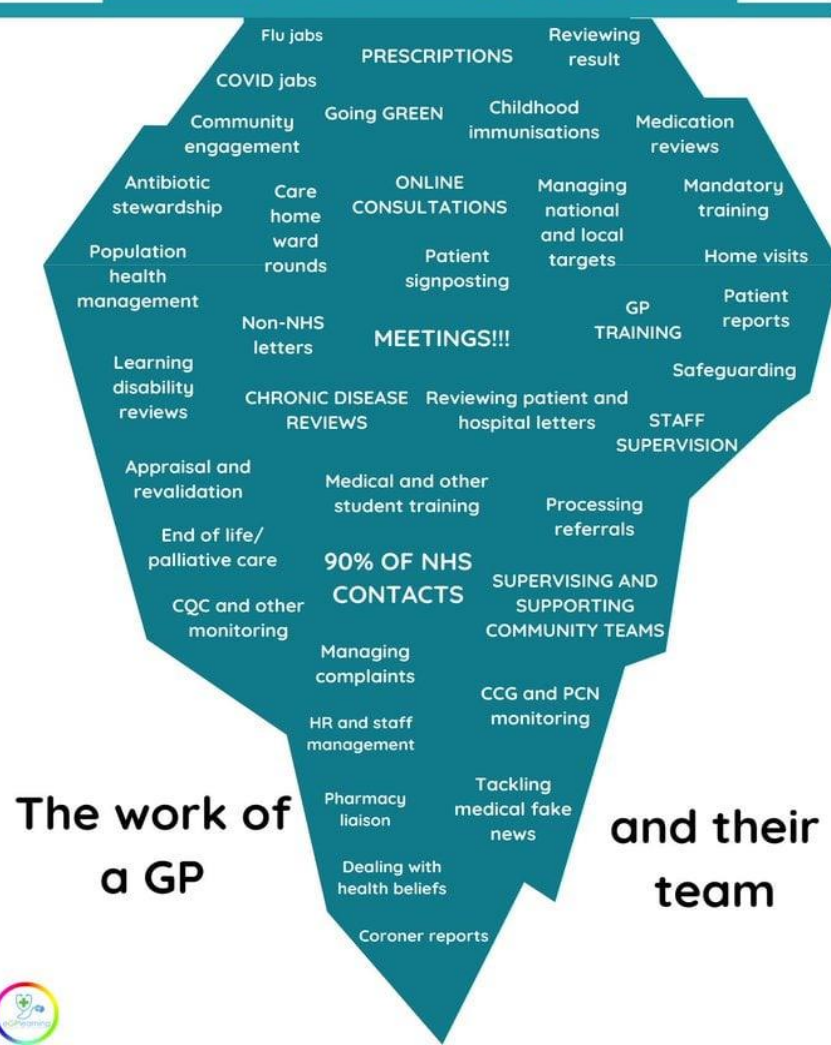 Flu jabs
PRESCRIPTIONS
Reviewing
result
COVID jabs
Community
engagement
Going GREEN
Childhood
immunisations
Medication
reviews
Antibiotic
stewardship
Care
home
ward
rounds
ONLINE
CONSULTATIONS
Managing
national
and local
targets
Mandatory
training
Population
health
management
Patient
signposting
Home visits
Non-NHS
letters
MEETINGS!!!
GP
TRAINING
Patient
reports
Learning
disability
reviews
CHRONIC DISEASE
REVIEWS
Reviewing patient and
hospital letters
Safeguarding
STAFF
SUPERVISION
Appraisal and
revalidation
Medical and other
student training
Processing
referrals
End of life/
palliative care
90% OF NHS
CONTACTS
SUPERVISING AND
SUPPORTING
COMMUNITY TEAMS
CQC and other
monitoring
Managing
complaints
CCG and PCN
monitoring
HR and staff
management
Pharmacy
liaison
Tackling
medical fake
news
The work of
a GP
and their
team
Dealing with
health beliefs
Coroner reports
eGPlearning